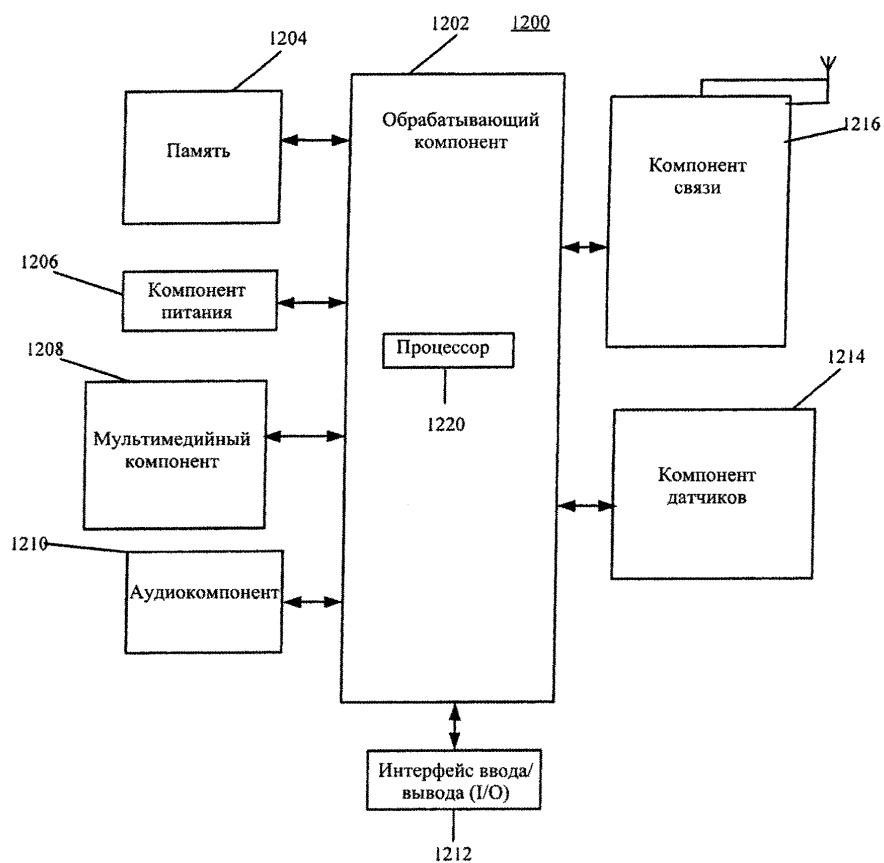 1202
1200
1204
Обрабатывающий
компонент
Память
1216
Компонент
связи
1206
Компонент
питания
Процессор
1220
1208
Мультимедийный
компонент
1214
Компонент
датчиков
1210
Аудиокомпонент
Интерфейс ввода/
вывода (I/O)
1212